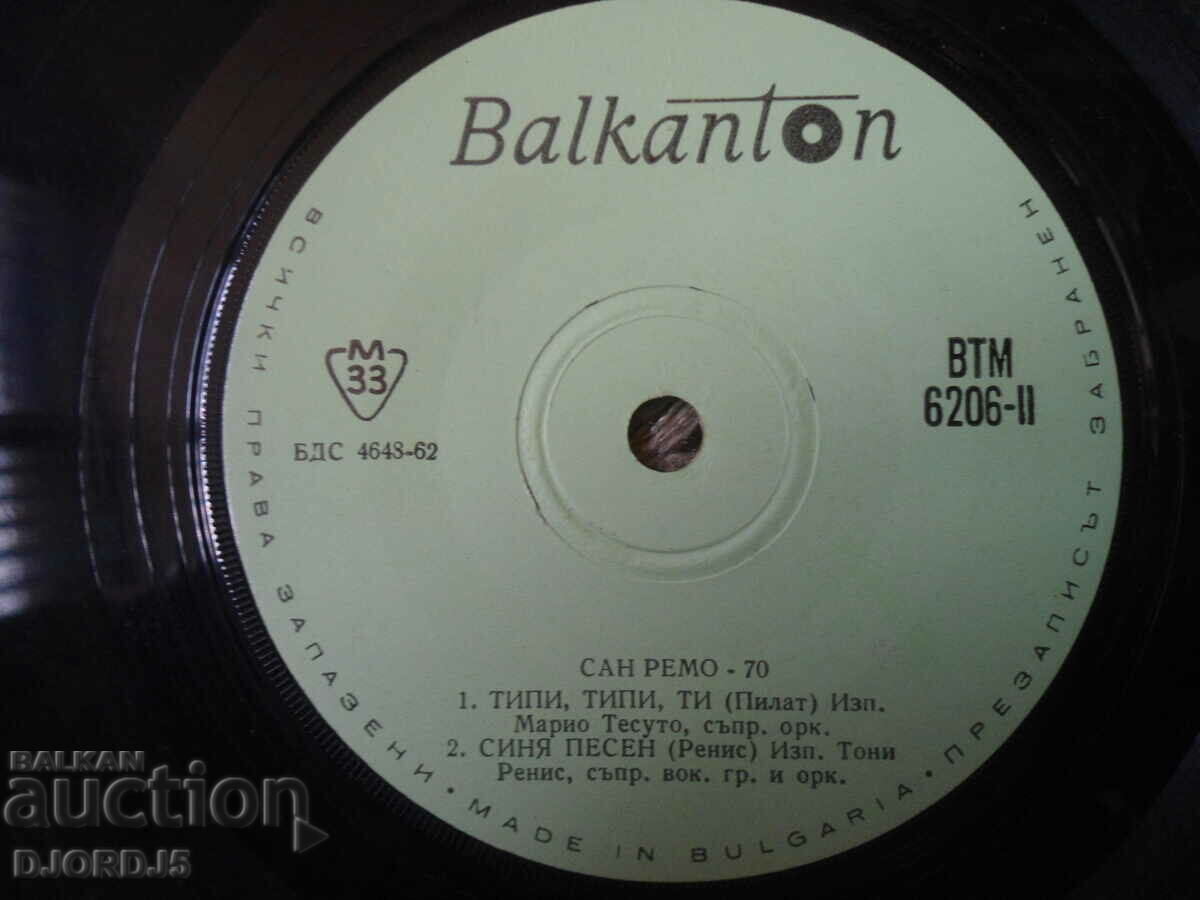 Balkanton
ВСИЧКИ ПРАВА ЗАПАЗЕНИ · MADE IN BULGARIA · ПРЕЗАПИСЪТ ЗАБРАНЕН
М
33
БДС 4648-62
ВТМ
6206-II
САН РЕМО - 70
1. ТИПИ, ТИПИ, ТИ (Пилат) Изп.
Марио Тесуто, съпр. орк.
2. СИНЯ ПЕСЕН (Ренис) Изп. Тони
Ренис, съпр. вок. гр. и орк.
BALKAN
auction
DJORDJ5